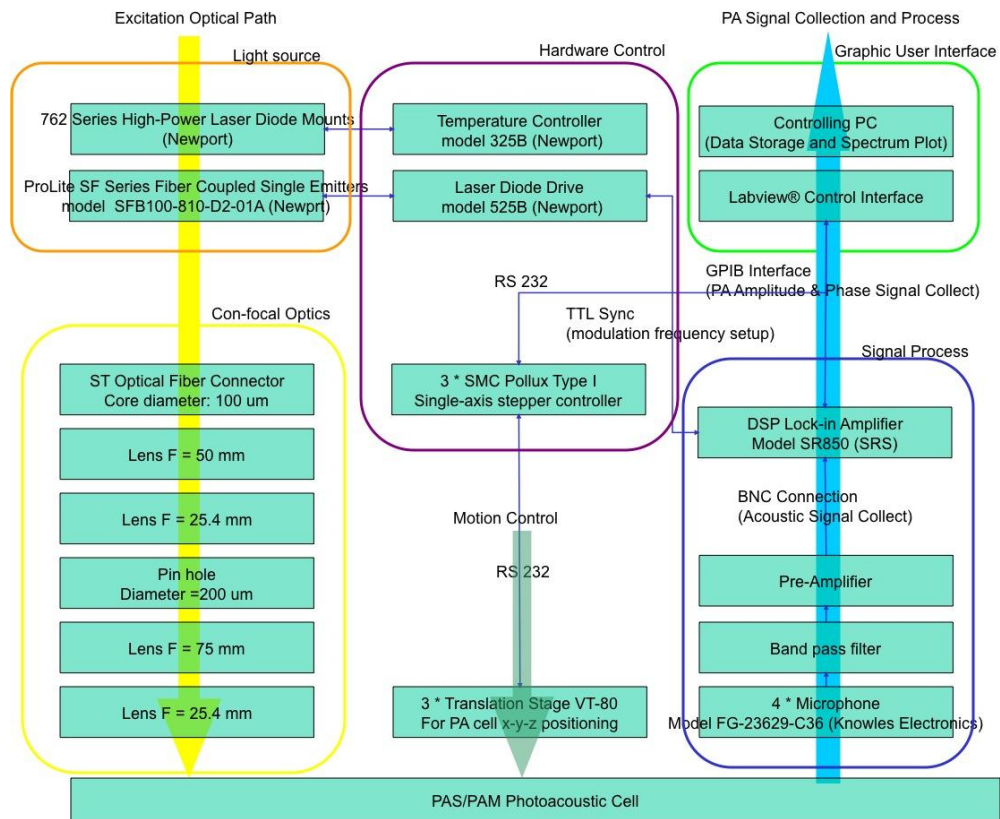 Excitation Optical Path
PA Signal Collection and Process
Light source
Hardware Control
Graphic User Interface
762 Series High-Power Laser Diode Mounts
(Newport)
Temperature Controller
model 325B (Newport)
Controlling PC
(Data Storage and Spectrum Plot)
ProLite SF Series Fiber Coupled Single Emitters
model SFB100-810-D2-01A (Newprt)
Laser Diode Drive
model 525B (Newport)
Labview® Control Interface
RS 232
GPIB Interface
(PA Amplitude & Phase Signal Collect)
Con-focal Optics
TTL Sync
(modulation frequency setup)
Signal Process
ST Optical Fiber Connector
Core diameter: 100 um
3 * SMC Pollux Type I
Single-axis stepper controller
DSP Lock-in Amplifier
Model SR850 (SRS)
Lens F = 50 mm
Lens F = 25.4 mm
Motion Control
BNC Connection
(Acoustic Signal Collect)
Pin hole
Diameter =200 um
RS 232
Pre-Amplifier
Lens F = 75 mm
Band pass filter
Lens F = 25.4 mm
3 * Translation Stage VT-80
For PA cell x-y-z positioning
4 * Microphone
Model FG-23629-C36 (Knowles Electronics)
PAS/PAM Photoacoustic Cell